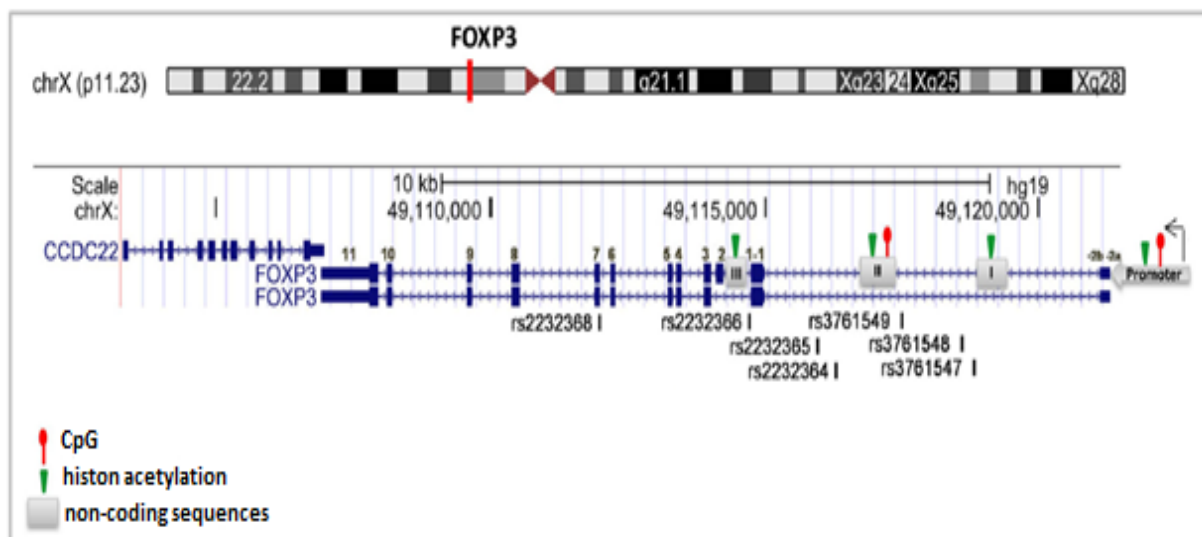 FOXP3
chrX (p11.23) 22.2 q21.1 Xq23 24 Xq25 Xq28
Scale 10 kb hg19
chrX: 49,110,000 49,115,000 49,120,000
CCDC22 11 10 9 8 7 6 5 4 3 2 III 1 -1 II I -2b -2a Promoter
FOXP3
FOXP3
rs2232368 rs2232366 rs3761549
rs2232365 rs3761548
rs2232364 rs3761547
CpG
histon acetylation
non-coding sequences